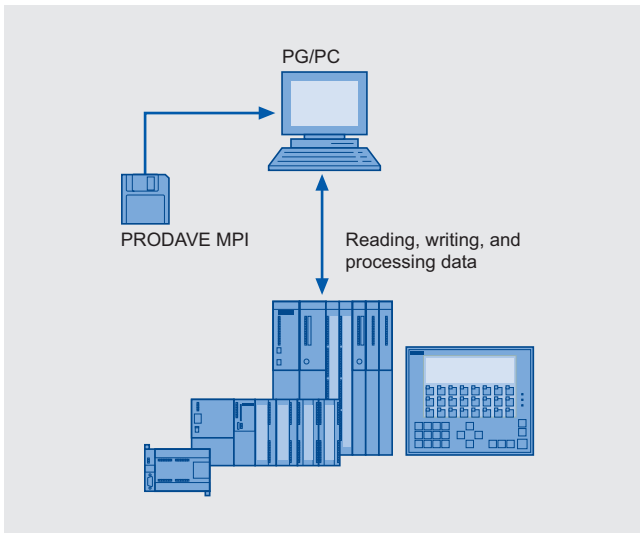 PG/PC
PRODAVE MPI
Reading, writing, and
processing data